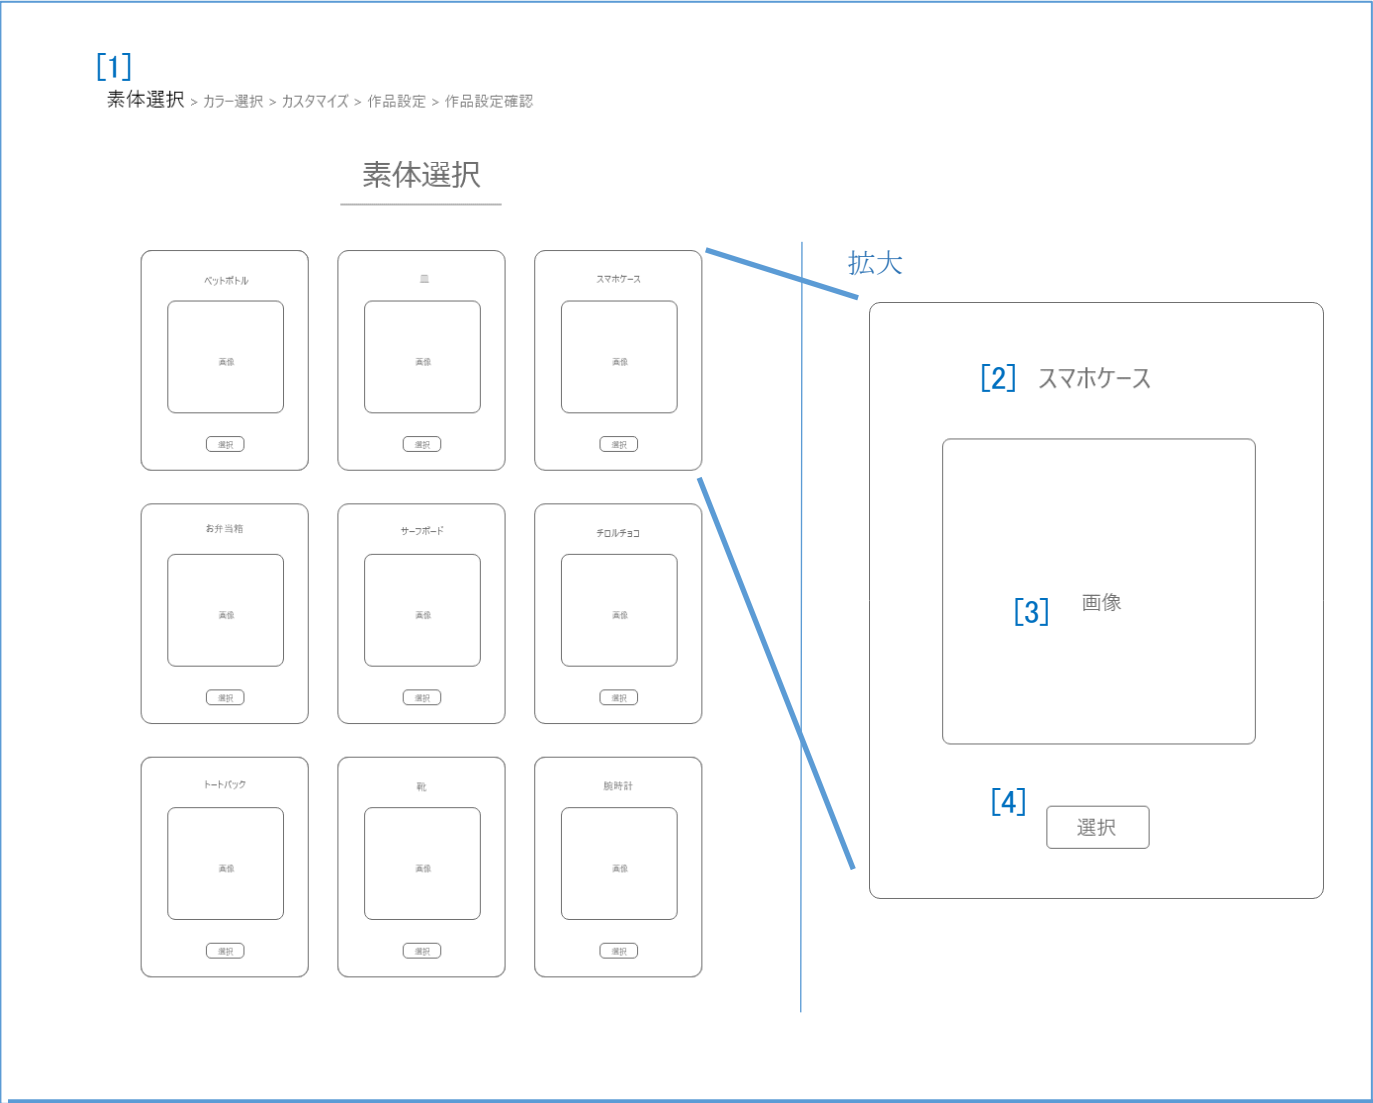 [1]
素体選択 > カラー選択 > カスタマイズ > 作品設定 > 作品設定確認
素体選択
ペットボトル
画像
選択
皿
画像
選択
スマホケース
画像
選択
お弁当箱
画像
選択
サーフボード
画像
選択
チロルチョコ
画像
選択
トートバック
画像
選択
靴
画像
選択
腕時計
画像
選択
拡大
[2] スマホケース
[3] 画像
[4] 選択